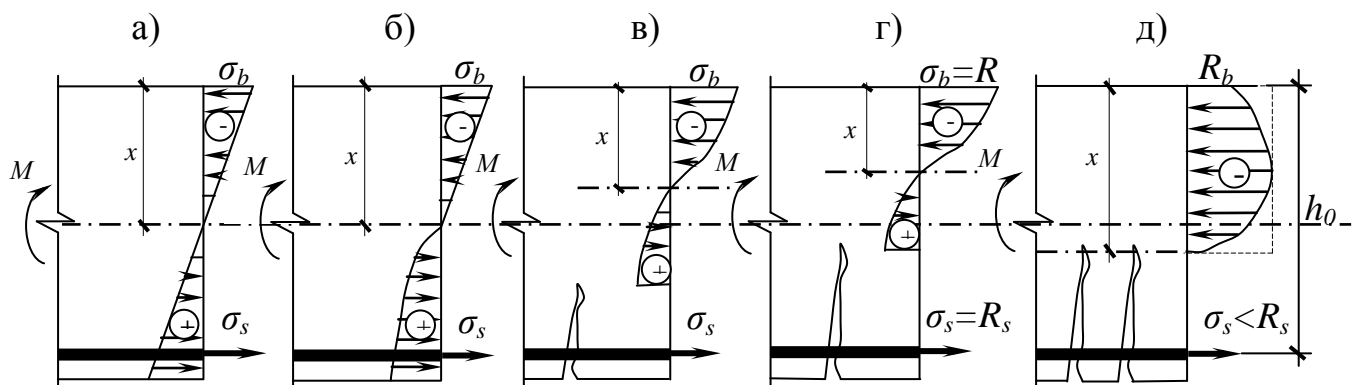 а) б) в) г) д)
σb σb σb σb=R Rb
x x x x x
- - - - -
M M M M M
h0
+ + + +
σs σs σs σs=Rs σs<Rs